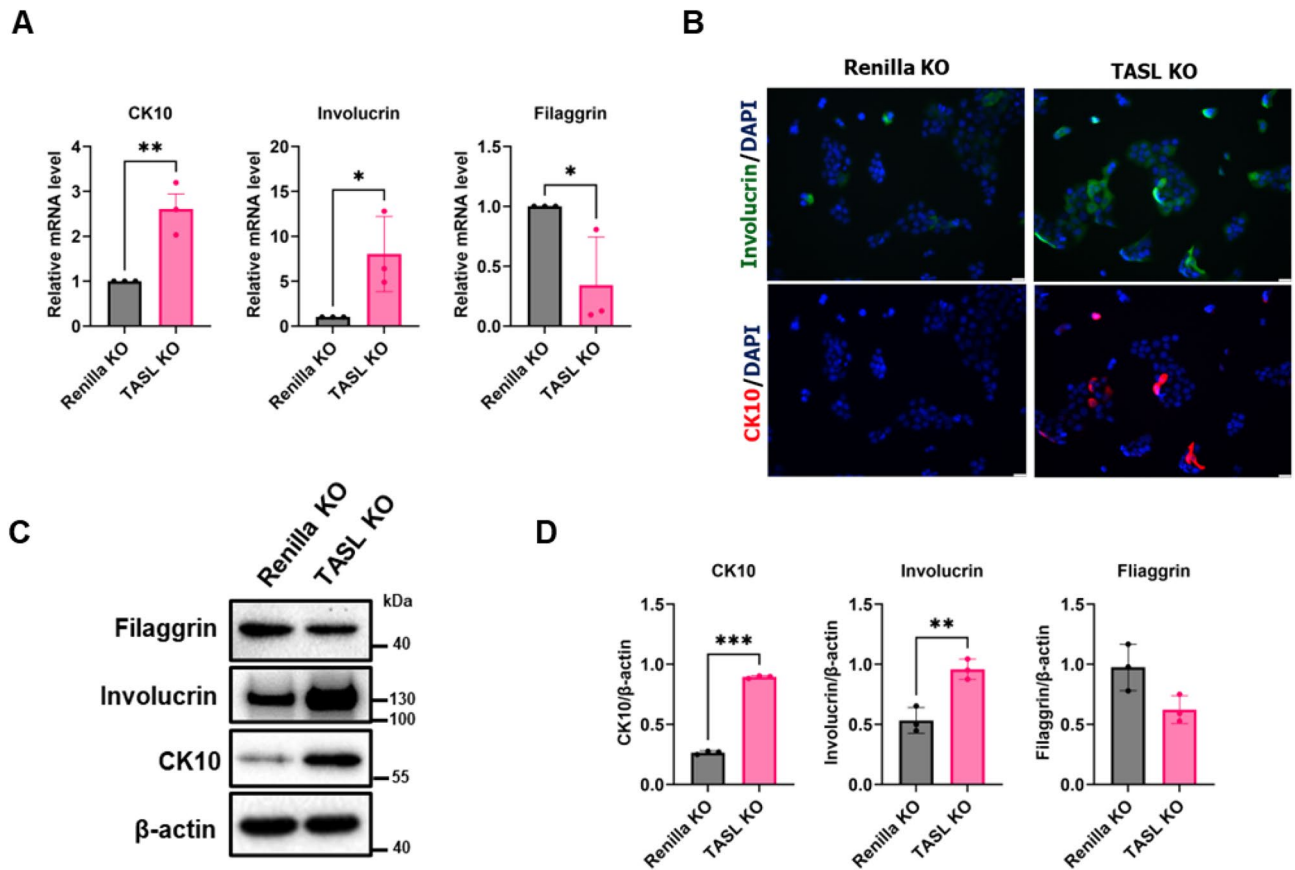 A
CK10
Relative mRNA level
4
3
2
1
0
**
Renilla KO
TASL KO
Involucrin
Relative mRNA level
20
15
10
5
0
*
Renilla KO
TASL KO
Filaggrin
Relative mRNA level
1.5
1.0
0.5
0.0
*
Renilla KO
TASL KO
B
Renilla KO
TASL KO
Involucrin/DAPI
CK10/DAPI
C
Renilla KO
TASL KO
kDa
Filaggrin
40
Involucrin
130
100
CK10
55
β-actin
40
D
CK10
CK10/β-actin
1.5
1.0
0.5
0.0
***
Renilla KO
TASL KO
Involucrin
Involucrin/β-actin
1.5
1.0
0.5
0.0
**
Renilla KO
TASL KO
Fliaggrin
Filaggrin/β-actin
1.5
1.0
0.5
0.0
Renilla KO
TASL KO